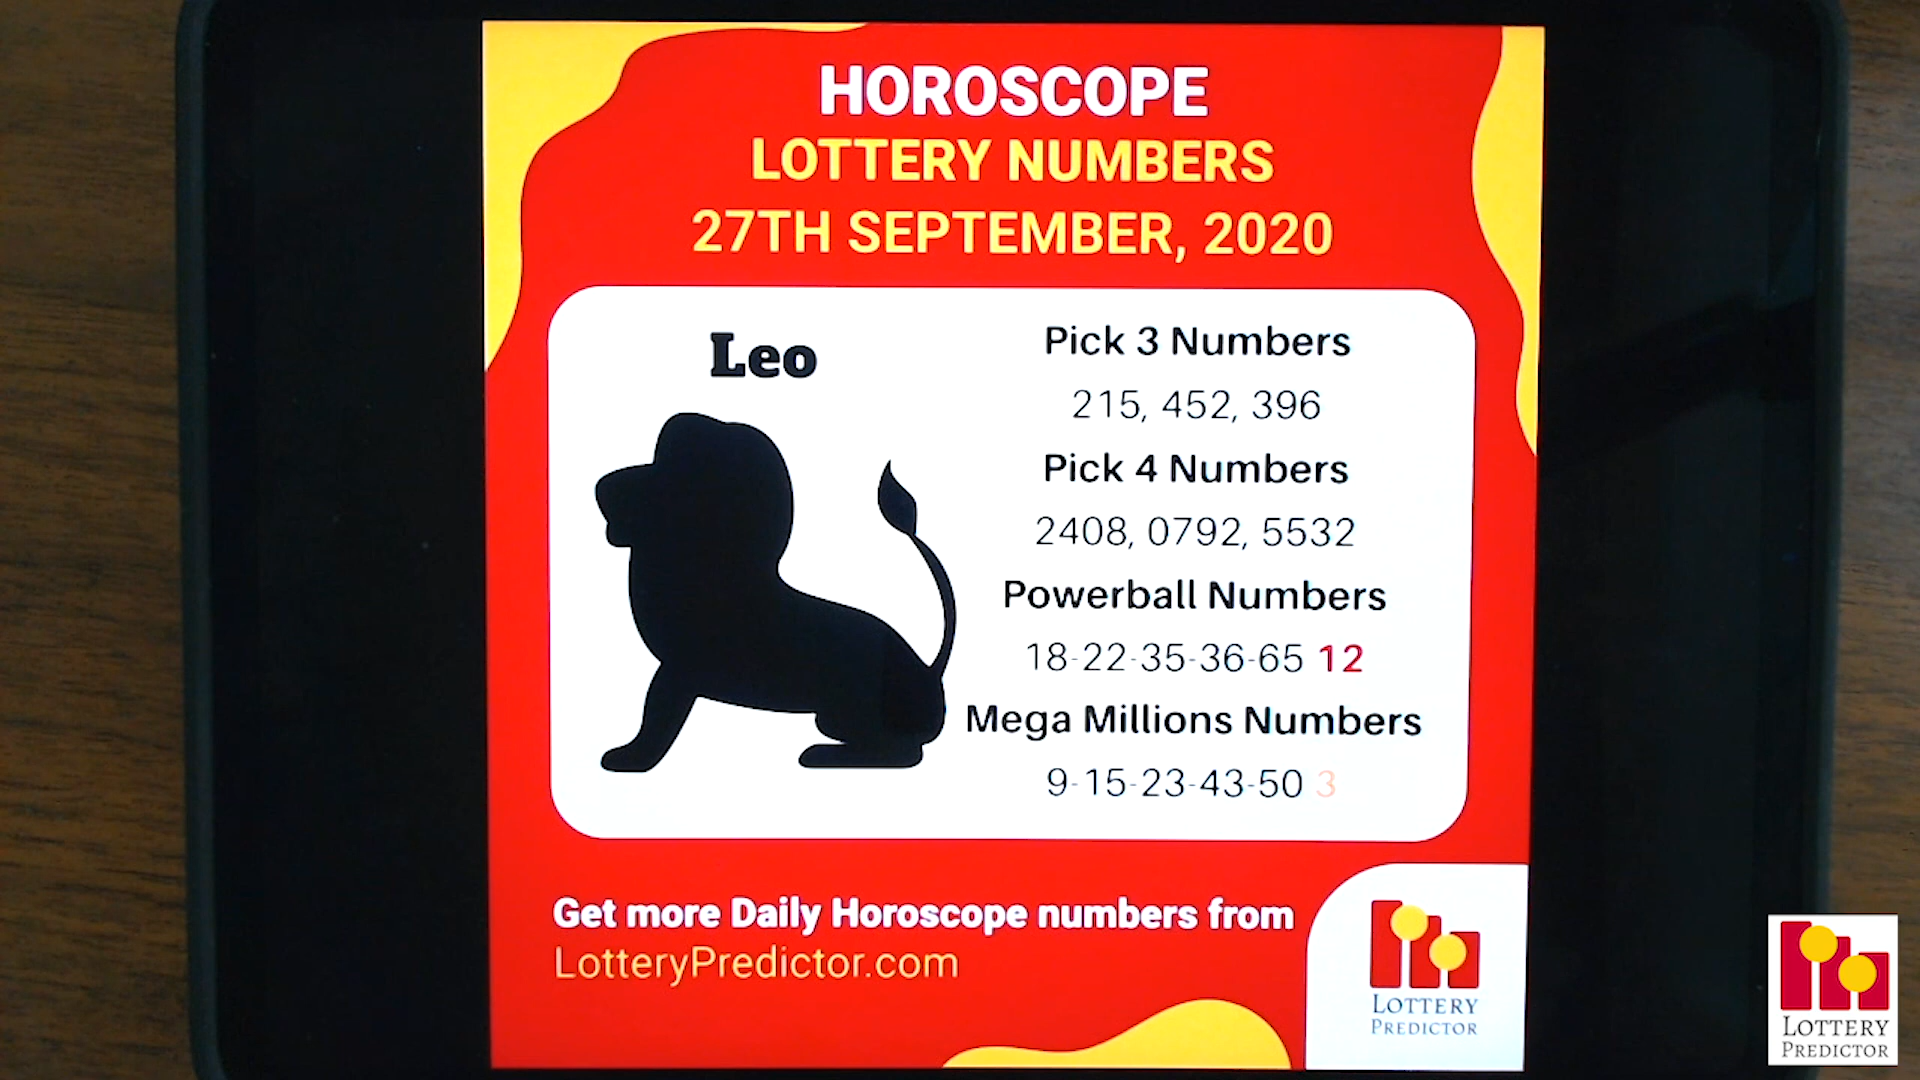 HOROSCOPE
LOTTERY NUMBERS
27TH SEPTEMBER, 2020
Leo
Pick 3 Numbers
215, 452, 396
Pick 4 Numbers
2408, 0792, 5532
Powerball Numbers
18-22-35-36-65 12
Mega Millions Numbers
9-15-23-43-50 3
Get more Daily Horoscope numbers from
LotteryPredictor.com
LOTTERY
PREDICTOR
LOTTERY
PREDICTOR